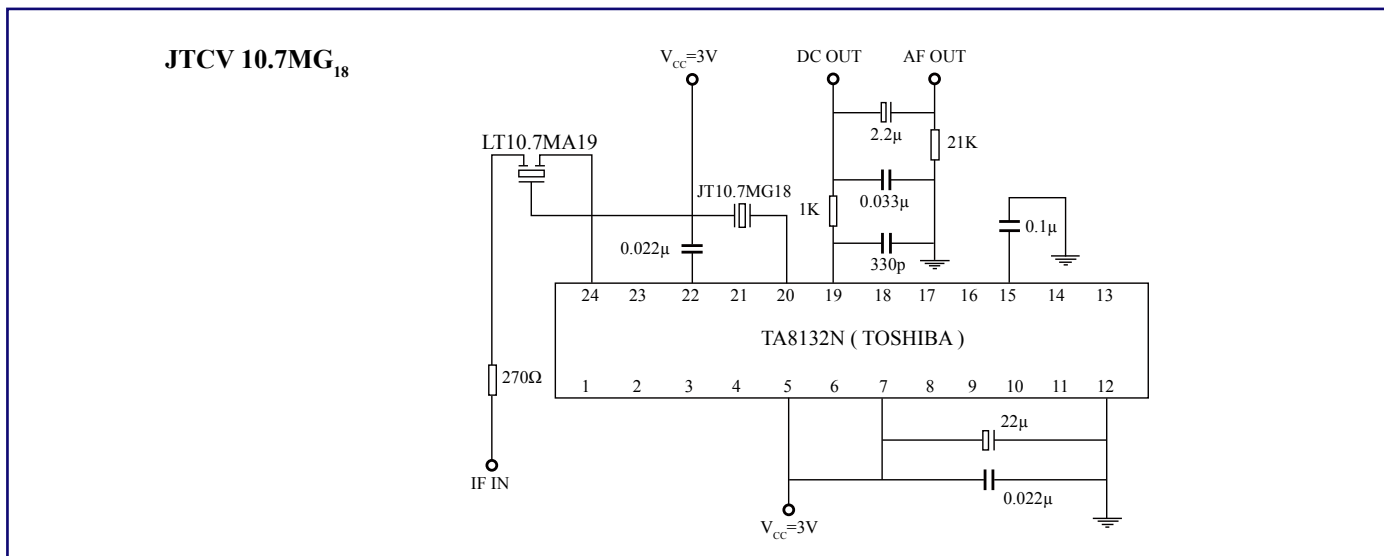 JTCV 10.7MG18
VCC=3V
DC OUT
AF OUT
LT10.7MA19
2.2μ
21K
JT10.7MG18
1K
0.033μ
0.1μ
0.022μ
330p
24 23 22 21 20 19 18 17 16 15 14 13
TA8132N ( TOSHIBA )
270Ω
1 2 3 4 5 6 7 8 9 10 11 12
22μ
IF IN
0.022μ
VCC=3V